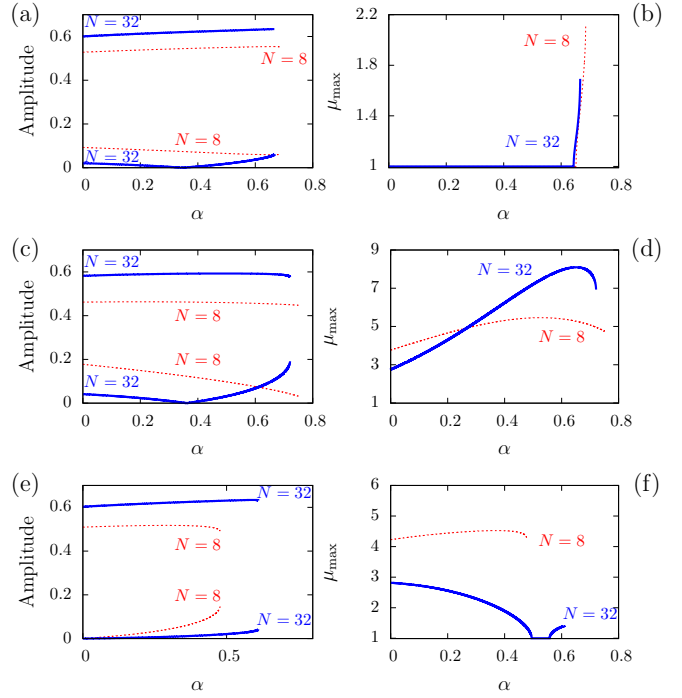 (a)
Amplitude
0.6
0.4
0.2
0
N = 32
N = 8
N = 8
N = 32
0 0.2 0.4 0.6 0.8
α
(b)
μmax
2.2
1.8
1.4
1
N = 8
N = 32
0 0.2 0.4 0.6 0.8
α
(c)
Amplitude
0.6
0.4
0.2
0
N = 32
N = 8
N = 8
N = 32
0 0.2 0.4 0.6 0.8
α
(d)
μmax
9
7
5
3
1
N = 32
N = 8
0 0.2 0.4 0.6 0.8
α
(e)
Amplitude
0.6
0.4
0.2
0
N = 32
N = 8
N = 8
N = 32
0 0.5
α
(f)
μmax
6
5
4
3
2
1
N = 8
N = 32
0 0.2 0.4 0.6 0.8
α